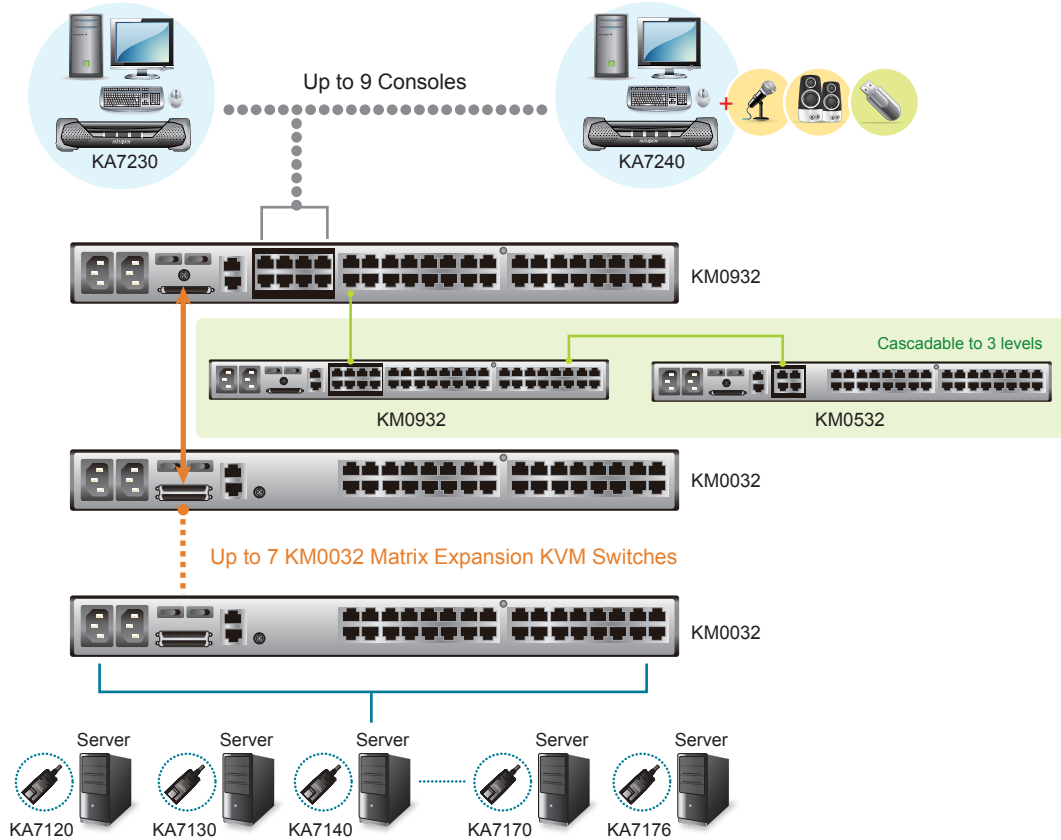 Up to 9 Consoles
KA7230
KA7240
+
KM0932
Cascadable to 3 levels
KM0932
KM0532
KM0032
Up to 7 KM0032 Matrix Expansion KVM Switches
KM0032
Server
Server
Server
Server
Server
KA7120
KA7130
KA7140
KA7170
KA7176